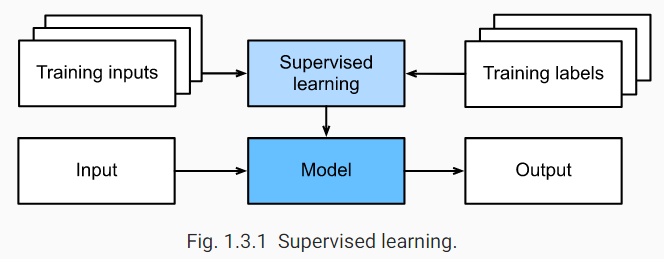 Training inputs
Supervised
learning
Training labels
Input
Model
Output
Fig. 1.3.1 Supervised learning.